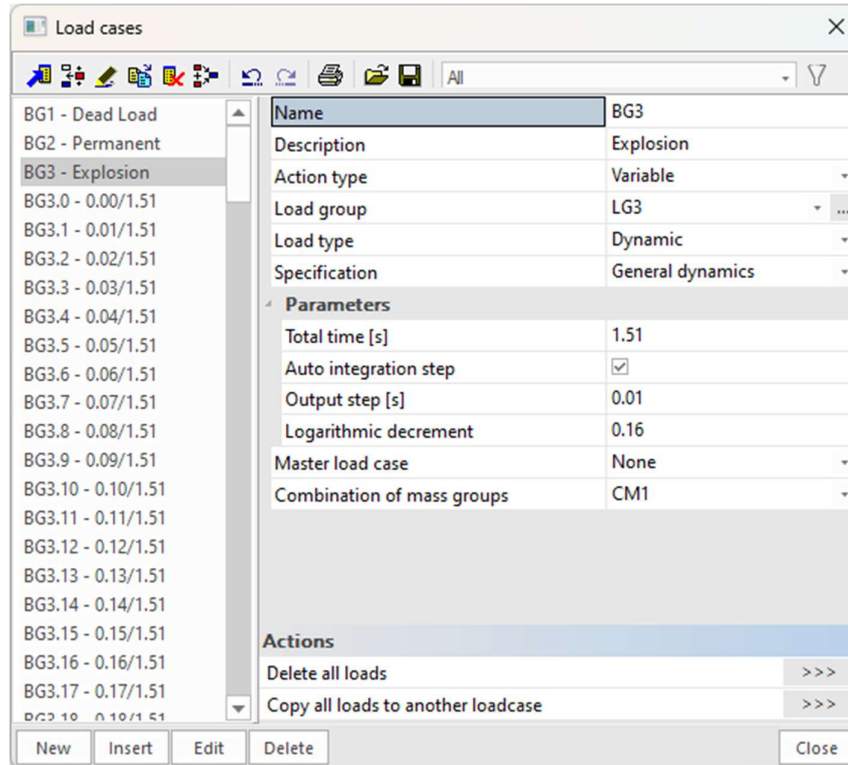 Load cases
All
BG1 - Dead Load
BG2 - Permanent
BG3 - Explosion
BG3.0 - 0.00/1.51
BG3.1 - 0.01/1.51
BG3.2 - 0.02/1.51
BG3.3 - 0.03/1.51
BG3.4 - 0.04/1.51
BG3.5 - 0.05/1.51
BG3.6 - 0.06/1.51
BG3.7 - 0.07/1.51
BG3.8 - 0.08/1.51
BG3.9 - 0.09/1.51
BG3.10 - 0.10/1.51
BG3.11 - 0.11/1.51
BG3.12 - 0.12/1.51
BG3.13 - 0.13/1.51
BG3.14 - 0.14/1.51
BG3.15 - 0.15/1.51
BG3.16 - 0.16/1.51
BG3.17 - 0.17/1.51
BG3.18 - 0.18/1.51
Name BG3
Description Explosion
Action type Variable
Load group LG3 ...
Load type Dynamic
Specification General dynamics
Parameters
Total time [s] 1.51
Auto integration step
Output step [s] 0.01
Logarithmic decrement 0.16
Master load case None
Combination of mass groups CM1
Actions
Delete all loads >>>
Copy all loads to another loadcase >>>
New Insert Edit Delete Close